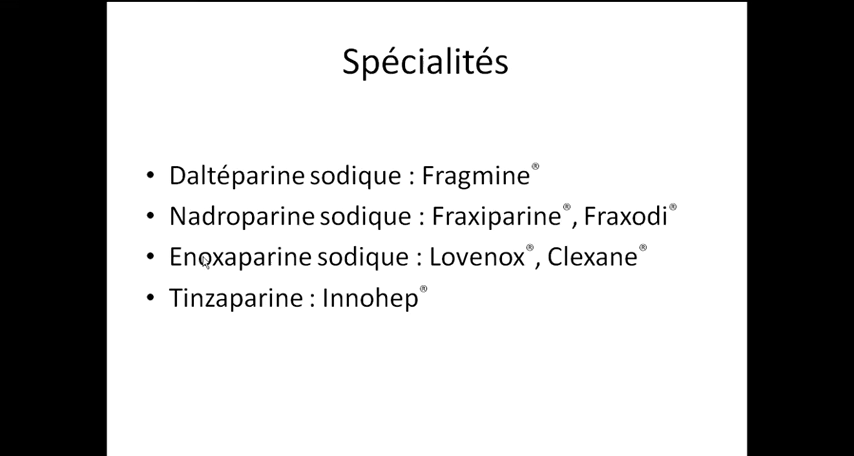 Spécialités
• Daltéparine sodique : Fragmine®
• Nadroparine sodique : Fraxiparine®, Fraxodi®
• Enoxaparine sodique : Lovenox®, Clexane®
• Tinzaparine : Innohep®